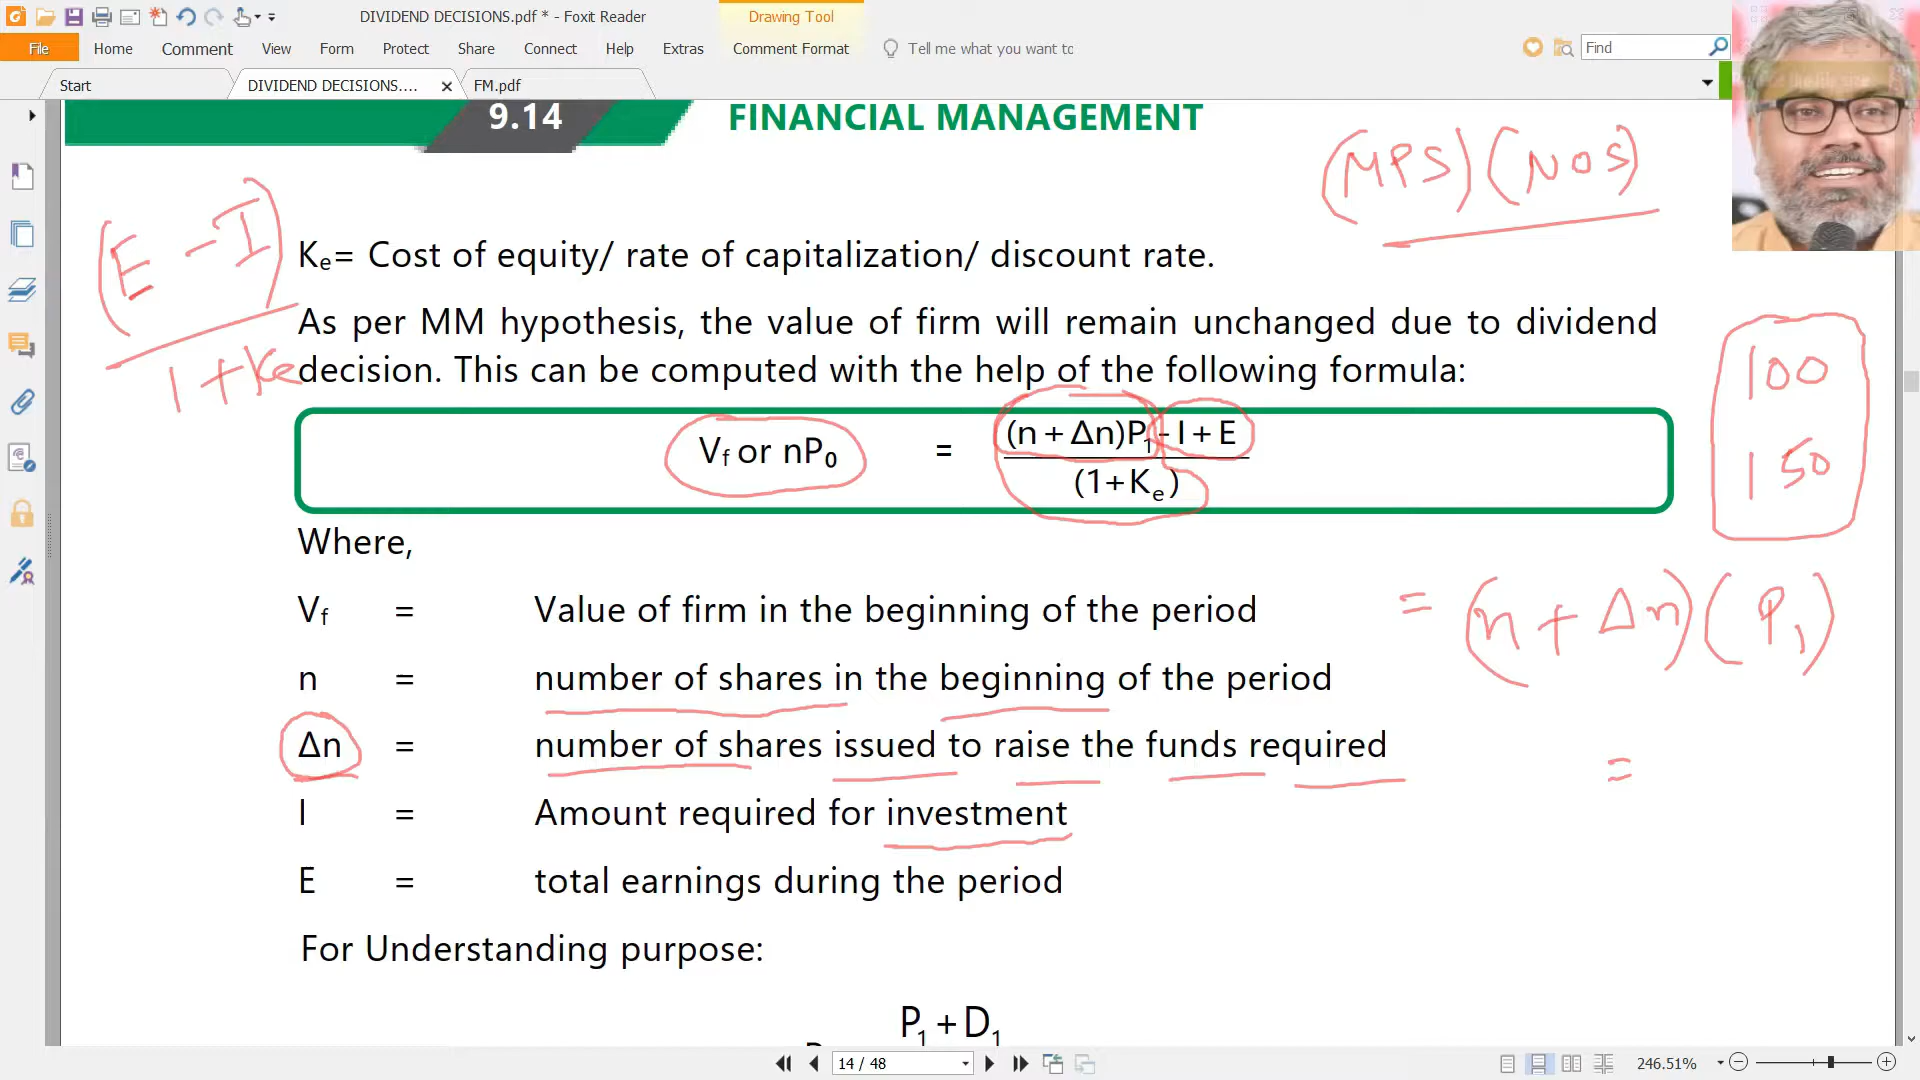 DIVIDEND DECISIONS.pdf * - Foxit Reader
Drawing Tool
File Home Comment View Form Protect Share Connect Help Extras Comment Format Tell me what you want to Find
Start DIVIDEND DECISIONS.... FM.pdf
9.14 FINANCIAL MANAGEMENT
(MPS) (NOS)
(E - I)
1 + Ke
Ke= Cost of equity/ rate of capitalization/ discount rate.
As per MM hypothesis, the value of firm will remain unchanged due to dividend
decision. This can be computed with the help of the following formula:
100
150
Vf or nP0 = (n + Δn)P1 - I + E
(1+Ke)
Where,
Vf = Value of firm in the beginning of the period
= (n + Δn) (P1)
n = number of shares in the beginning of the period
Δn = number of shares issued to raise the funds required
=
I = Amount required for investment
E = total earnings during the period
For Understanding purpose:
P1 + D1
14 / 48 246.51%